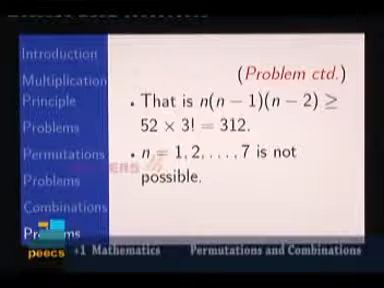 Introduction
Multiplication
Principle
Problems
Permutations
Problems
Combinations
Problems
(Problem ctd.)
• That is n(n − 1)(n − 2) ≥
52 × 3! = 312.
• n = 1, 2, . . . , 7 is not
possible.
peecs
+1 Mathematics
Permutations and Combinations